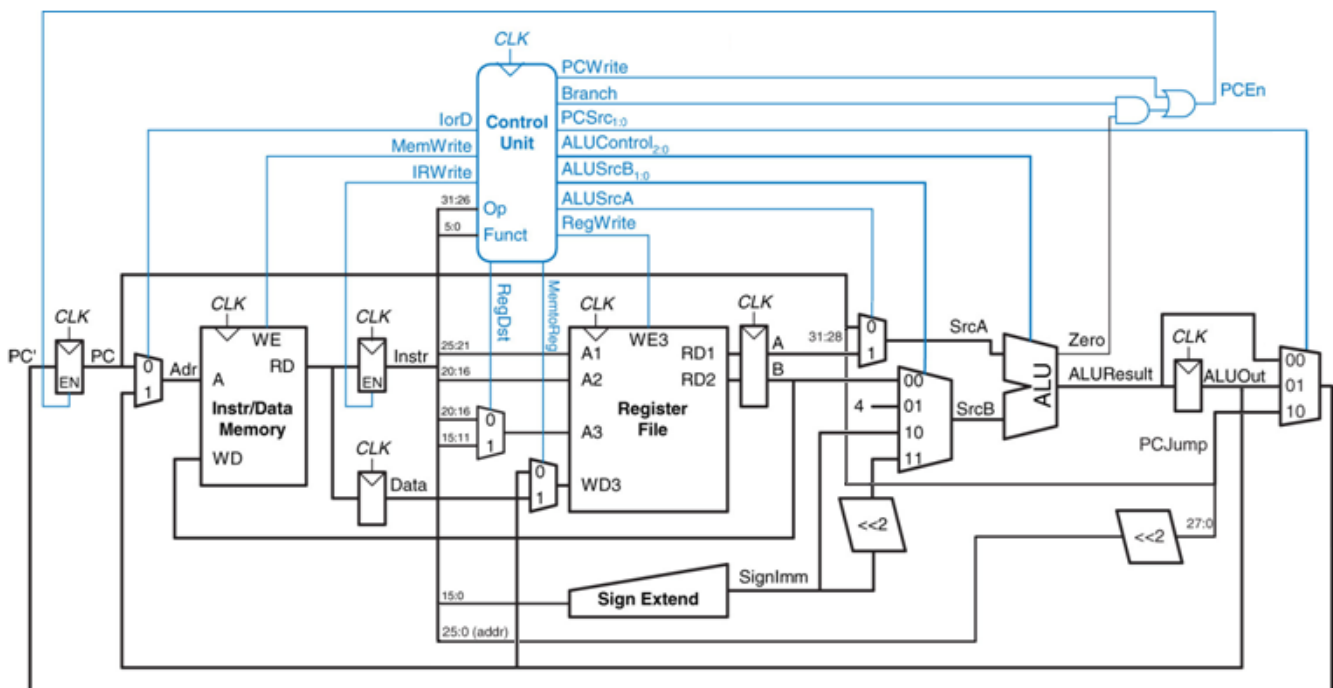 CLK
PCWrite
Branch
PCEn
IorD
Control
Unit
PCSrc1:0
MemWrite
ALUControl2:0
IRWrite
ALUSrcB1:0
31:26
Op
ALUSrcA
5:0
Funct
RegWrite
RegDst
MemtoReg
CLK
CLK
CLK
CLK
CLK
PC'
PC
EN
0
1
Adr
WE
A
RD
Instr/Data
Memory
WD
EN
Instr
CLK
Data
25:21
20:16
20:16
15:11
0
1
0
1
A1
A2
A3
WD3
WE3
RD1
RD2
Register
File
A
B
31:28
0
1
SrcA
00
4
01
10
11
SrcB
ALU
Zero
ALUResult
CLK
ALUOut
00
01
10
PCJump
<<2
<<2
27:0
SignImm
15:0
Sign Extend
25:0 (addr)